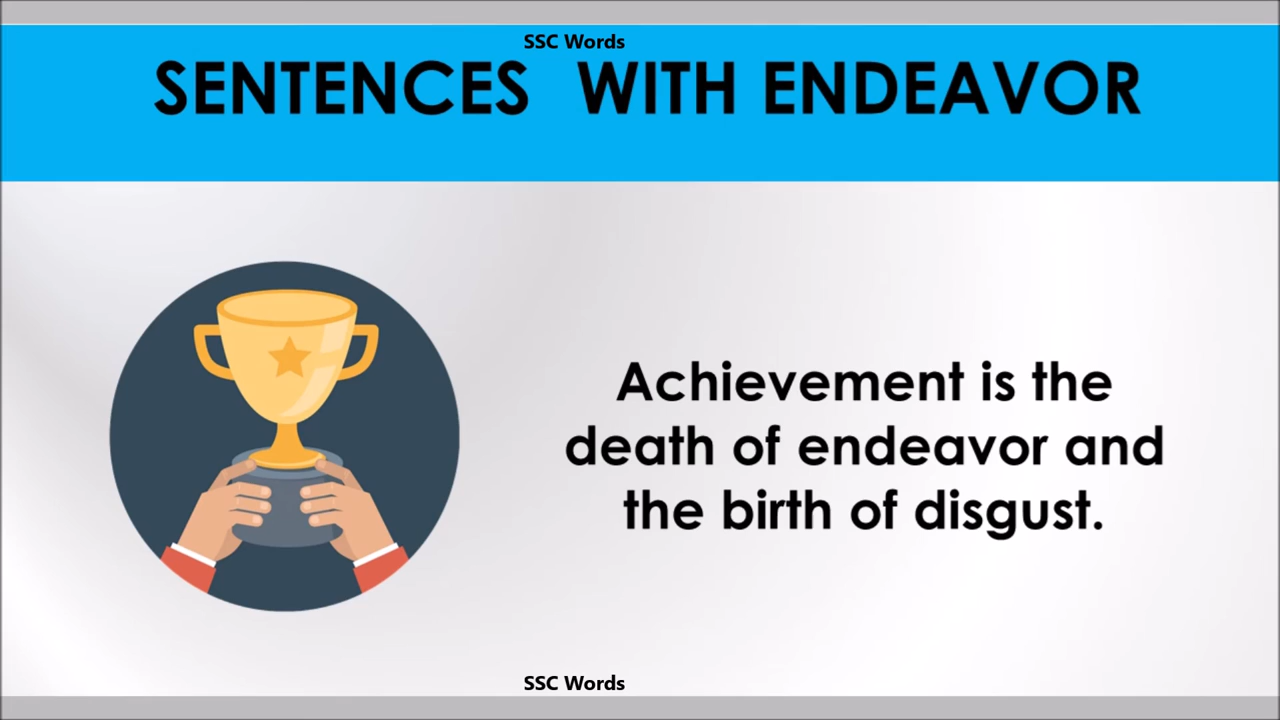 SSC Words
SENTENCES WITH ENDEAVOR
Achievement is the
death of endeavor and
the birth of disgust.
SSC Words